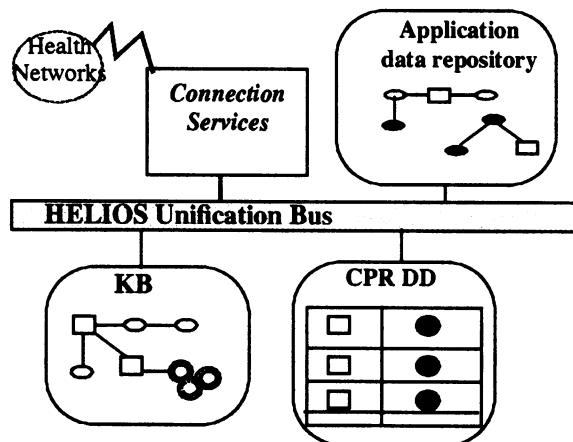 Health
Networks
Connection
Services
Application
data repository
HELIOS Unification Bus
KB
CPR DD